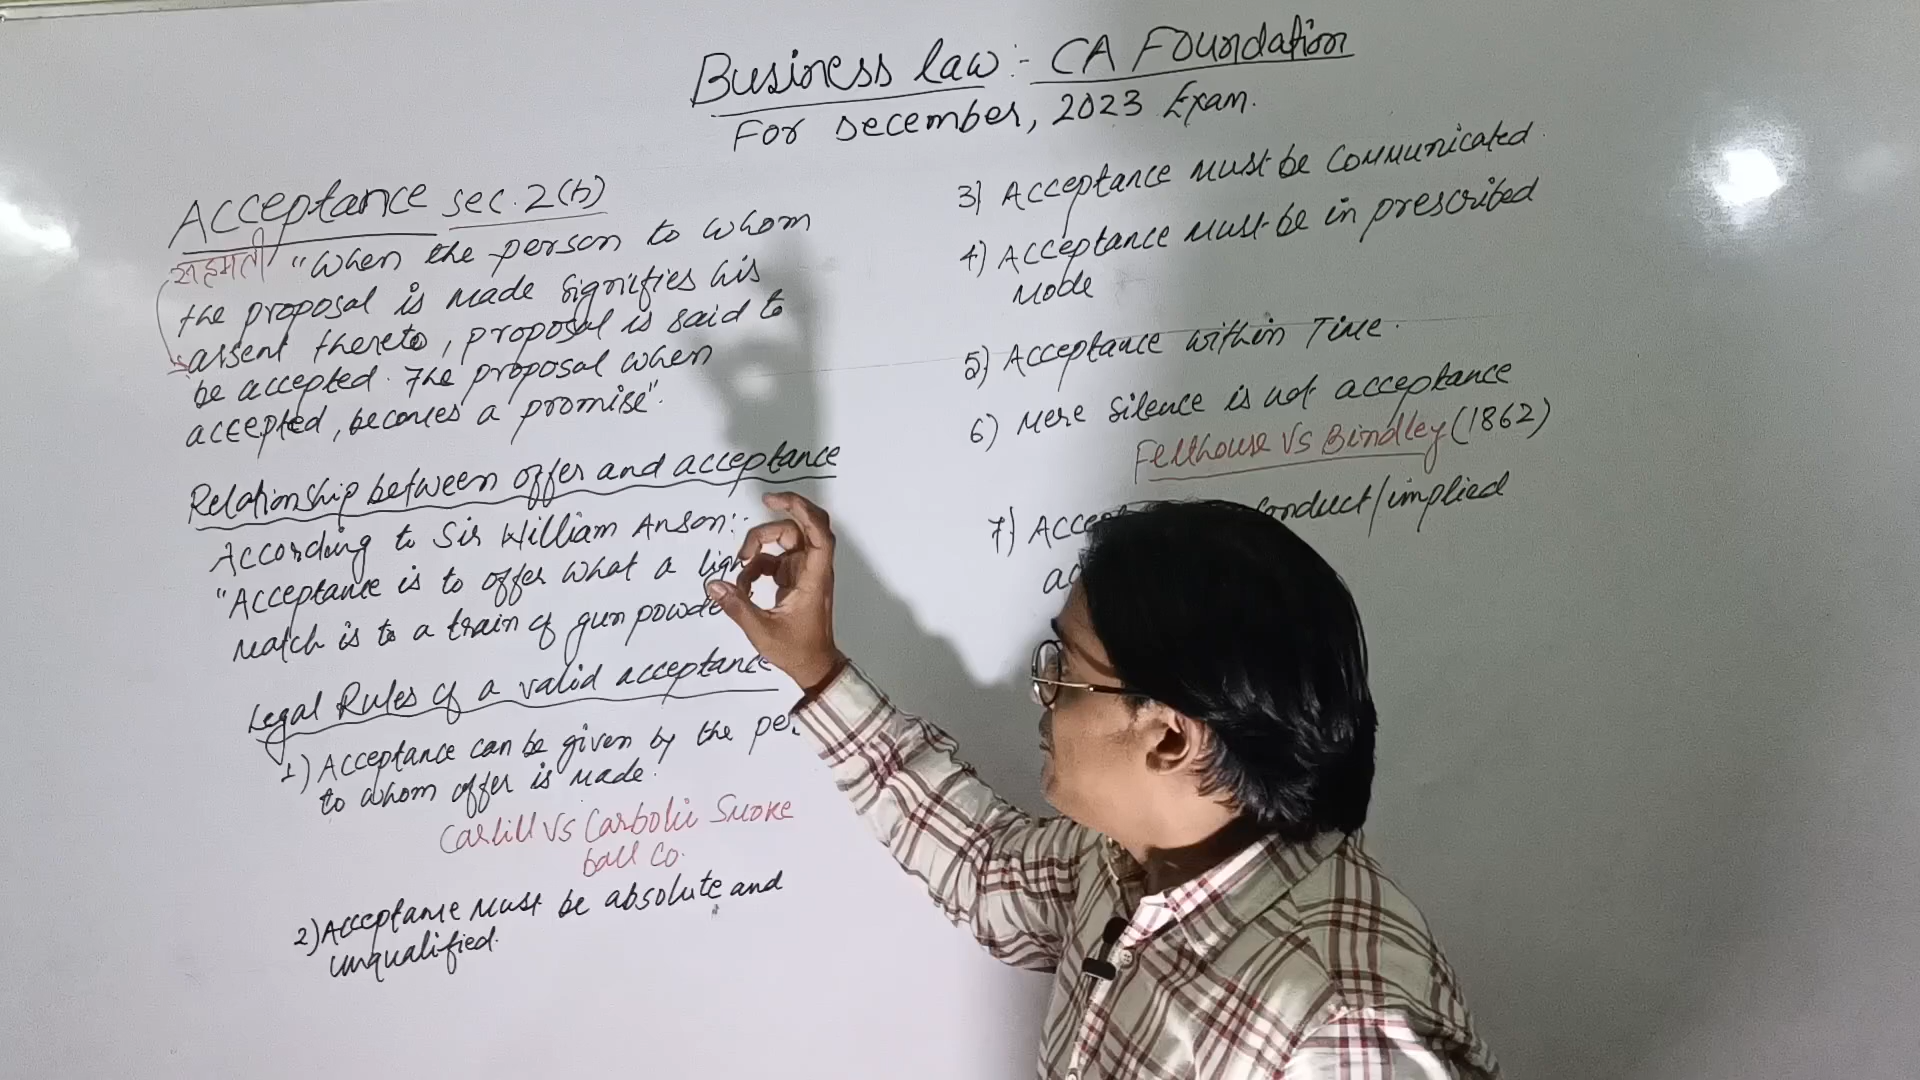 Business law :- CA Foundation
For December, 2023 Exam.
Acceptance sec. 2(b)
सहमती "When the person to whom
the proposal is made signifies his
assent thereto, proposal is said to
be accepted. The proposal when
accepted, becomes a promise".
Relationship between offer and acceptance
According to Sir William Anson:-
"Acceptance is to offer what a
match is to a train of gun
Legal Rules of a valid acceptance
1) Acceptance can be given by the
to whom offer is made.
Carlill VS Carbolic Smoke
ball Co.
2) Acceptance must be absolute and
unqualified.
3) Acceptance must be communicated.
4) Acceptance must be in prescribed
mode
5) Acceptance within Time.
6) Mere silence is not acceptance
Felthouse VS Bindley (1862)
7) conduct/implied